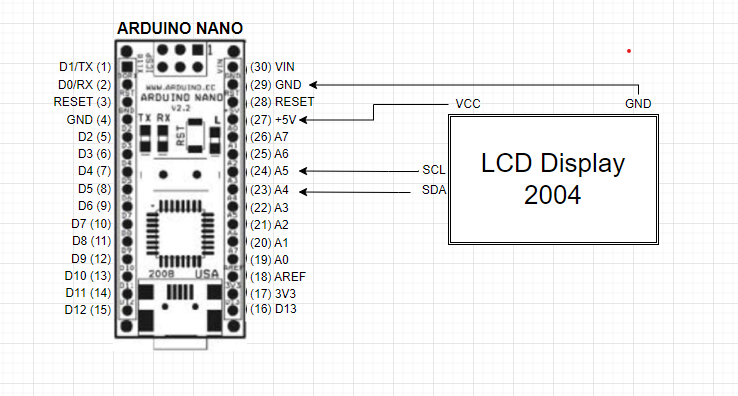 ARDUINO NANO
D1/TX (1)
D0/RX (2)
RESET (3)
GND (4)
D2 (5)
D3 (6)
D4 (7)
D5 (8)
D6 (9)
D7 (10)
D8 (11)
D9 (12)
D10 (13)
D11 (14)
D12 (15)
1
ICSP
VIN
WWW.ARDUINO.CC
ARDUINO NANO
V2.2
TX RX
RST
L
2008 USA
(30) VIN
(29) GND
(28) RESET
(27) +5V
(26) A7
(25) A6
(24) A5
(23) A4
(22) A3
(21) A2
(20) A1
(19) A0
(18) AREF
(17) 3V3
(16) D13
VCC
GND
SCL
SDA
LCD Display
2004